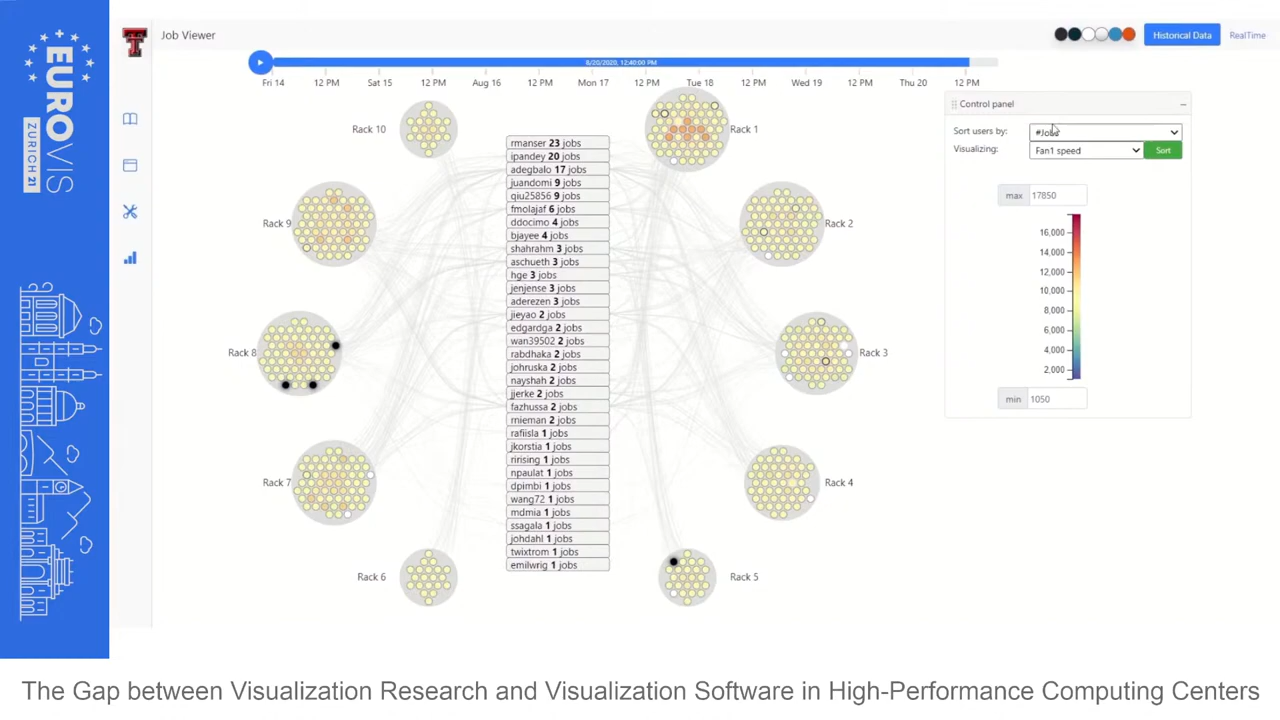 EUROVIS
ZURICH 21
Job Viewer
Historical Data
RealTime
8/20/2020, 12:40:00 PM
Fri 14
12 PM
Sat 15
12 PM
Aug 16
12 PM
Mon 17
12 PM
Tue 18
12 PM
Wed 19
12 PM
Thu 20
12 PM
Control panel
Sort users by:
#Jobs
Visualizing:
Fan1 speed
Sort
max 17850
16,000
14,000
12,000
10,000
8,000
6,000
4,000
2,000
min 1050
Rack 10
Rack 1
Rack 9
Rack 2
Rack 8
Rack 3
Rack 7
Rack 4
Rack 6
Rack 5
rmanser 23 jobs
ipandey 20 jobs
adegbalo 17 jobs
juandomi 9 jobs
qiu25856 9 jobs
fmolajaf 6 jobs
ddocimo 4 jobs
bjayee 4 jobs
shahrahm 3 jobs
aschueth 3 jobs
hge 3 jobs
jenjense 3 jobs
aderezen 3 jobs
jieyao 2 jobs
edgardga 2 jobs
wan39502 2 jobs
rabdhaka 2 jobs
johruska 2 jobs
nayshah 2 jobs
jjerke 2 jobs
fazhussa 2 jobs
mieman 2 jobs
rafiisla 1 jobs
jkorstia 1 jobs
rirising 1 jobs
npaulat 1 jobs
dpimbi 1 jobs
wang72 1 jobs
mdmia 1 jobs
ssagala 1 jobs
johdahl 1 jobs
twixtrom 1 jobs
emilwrig 1 jobs
The Gap between Visualization Research and Visualization Software in High-Performance Computing Centers